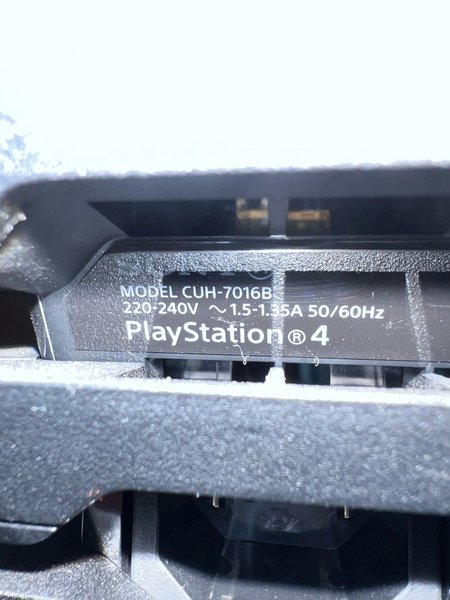 MODEL CUH-7016B
220-240V ～ 1.5-1.35A 50/60Hz
PlayStation®4